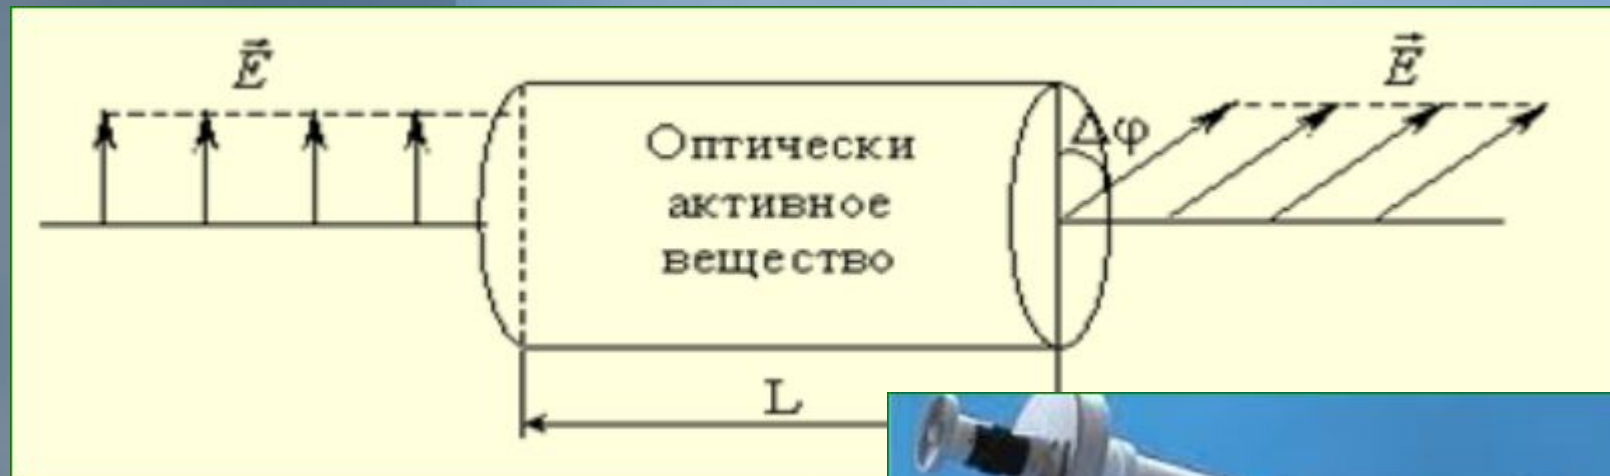 E⃗
E⃗
Δφ
Оптически
активное
вещество
L